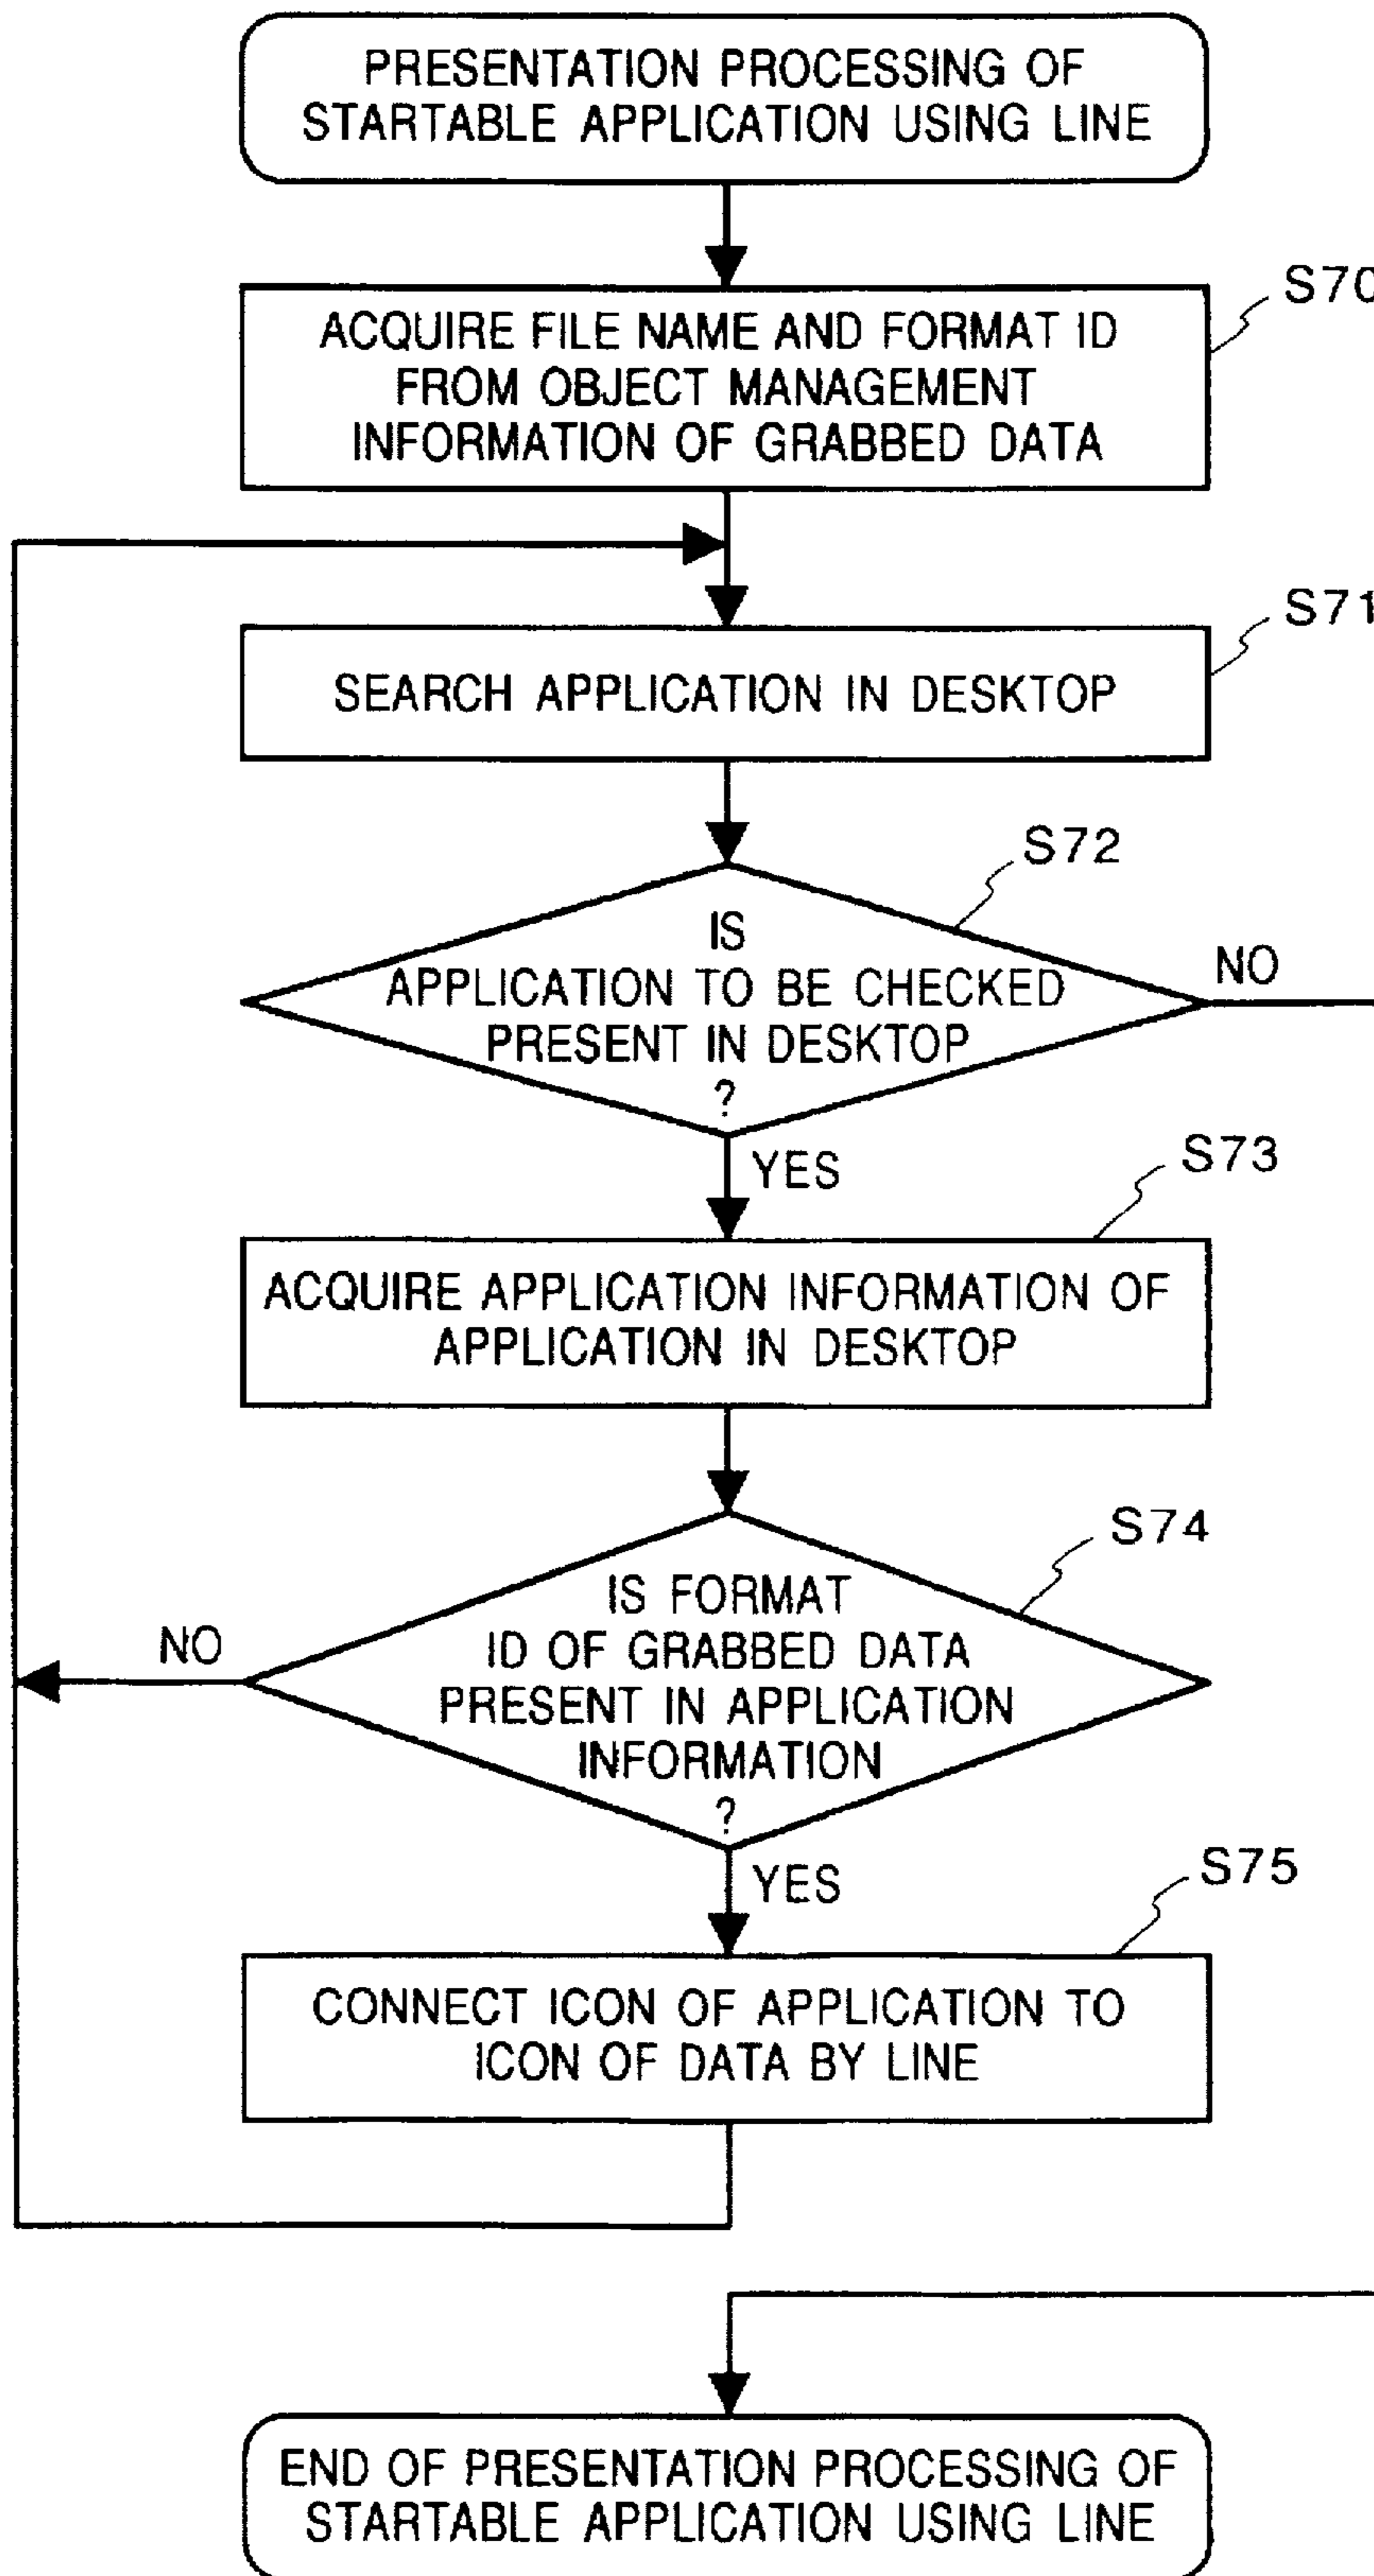 PRESENTATION PROCESSING OF
STARTABLE APPLICATION USING LINE
S70
ACQUIRE FILE NAME AND FORMAT ID
FROM OBJECT MANAGEMENT
INFORMATION OF GRABBED DATA
S71
SEARCH APPLICATION IN DESKTOP
S72
IS
APPLICATION TO BE CHECKED
PRESENT IN DESKTOP
?
NO
YES
S73
ACQUIRE APPLICATION INFORMATION OF
APPLICATION IN DESKTOP
S74
IS FORMAT
ID OF GRABBED DATA
PRESENT IN APPLICATION
INFORMATION
?
NO
YES
S75
CONNECT ICON OF APPLICATION TO
ICON OF DATA BY LINE
END OF PRESENTATION PROCESSING OF
STARTABLE APPLICATION USING LINE